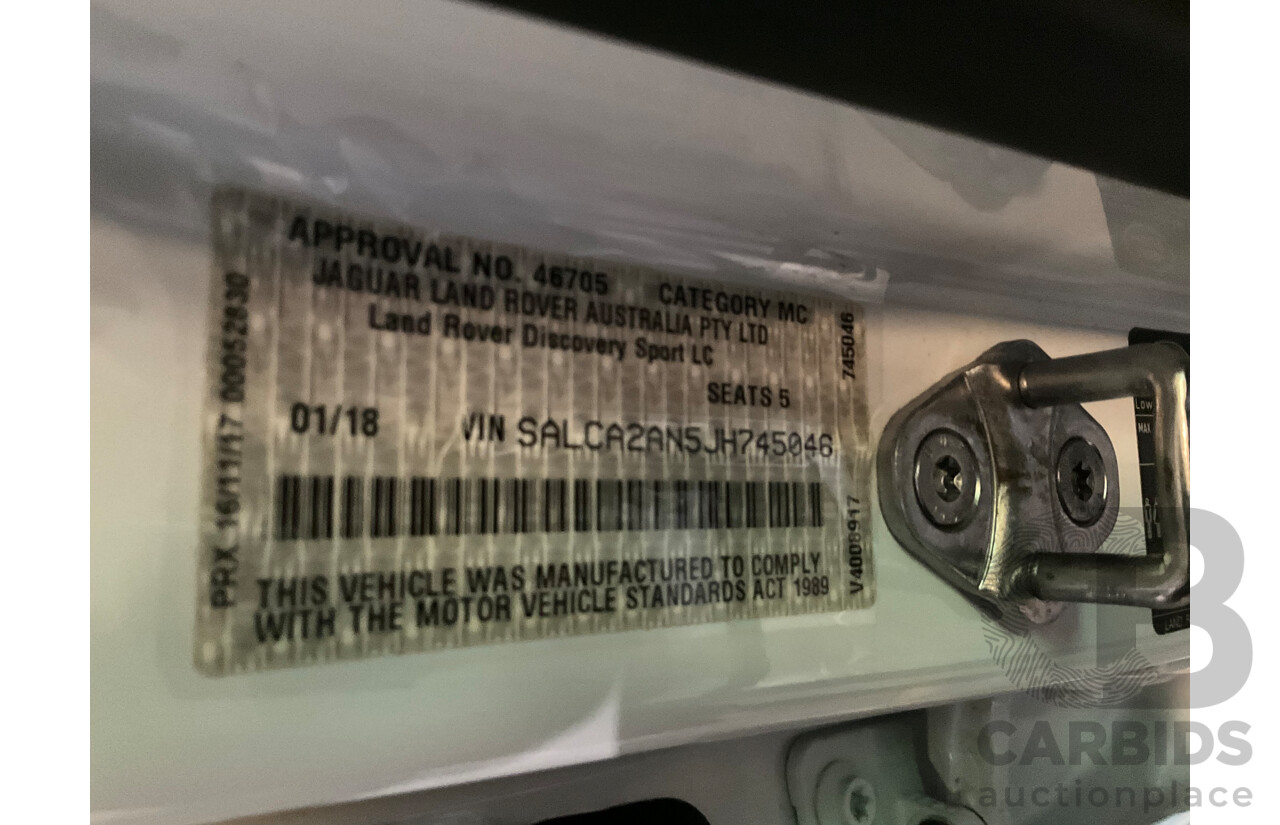 APPROVAL NO. 46705 CATEGORY MC
JAGUAR LAND ROVER AUSTRALIA PTY LTD
Land Rover Discovery Sport LC
SEATS 5
01/18 VIN SALCA2AN5JH745046
THIS VEHICLE WAS MANUFACTURED TO COMPLY
WITH THE MOTOR VEHICLE STANDARDS ACT 1989
PRX 16/11/17 00052830
745046
V4008917
LOW
MAX
CARBIDS
auctionplace